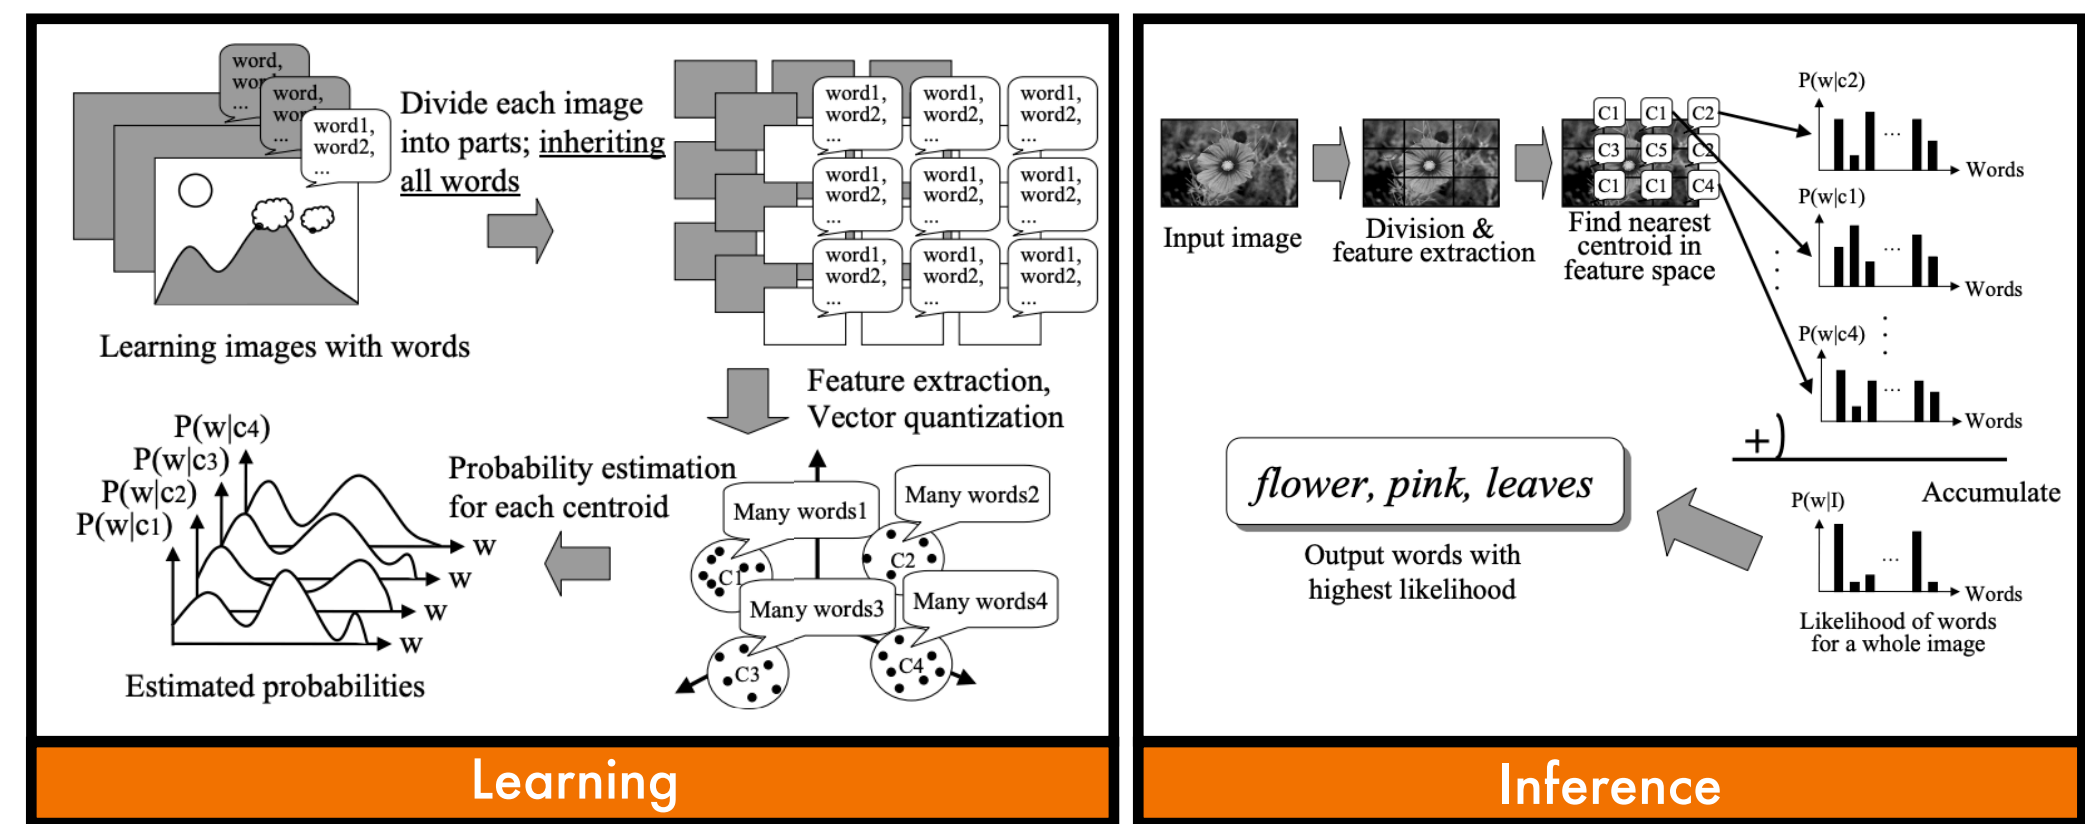 word,
wor
...
word,
wor
...
word1,
word2,
...
Divide each image
into parts; inheriting
all words
Learning images with words
word1,
word2,
...
word1,
word2,
...
word1,
word2,
...
word1,
word2,
...
word1,
word2,
...
word1,
word2,
...
word1,
word2,
...
word1,
word2,
...
word1,
word2,
...
Feature extraction,
Vector quantization
Many words1
Many words2
Many words3
Many words4
C1
C2
C3
C4
Probability estimation
for each centroid
P(w|c4)
P(w|c3)
P(w|c2)
P(w|c1)
w
w
w
w
Estimated probabilities
Learning
Input image
Division &
feature extraction
C1 C1 C2
C3 C5 C2
C1 C1 C4
Find nearest
centroid in
feature space
P(w|c2)
...
Words
P(w|c1)
...
Words
P(w|c4)
...
Words
+)
Accumulate
P(w|I)
...
Words
Likelihood of words
for a whole image
flower, pink, leaves
Output words with
highest likelihood
Inference